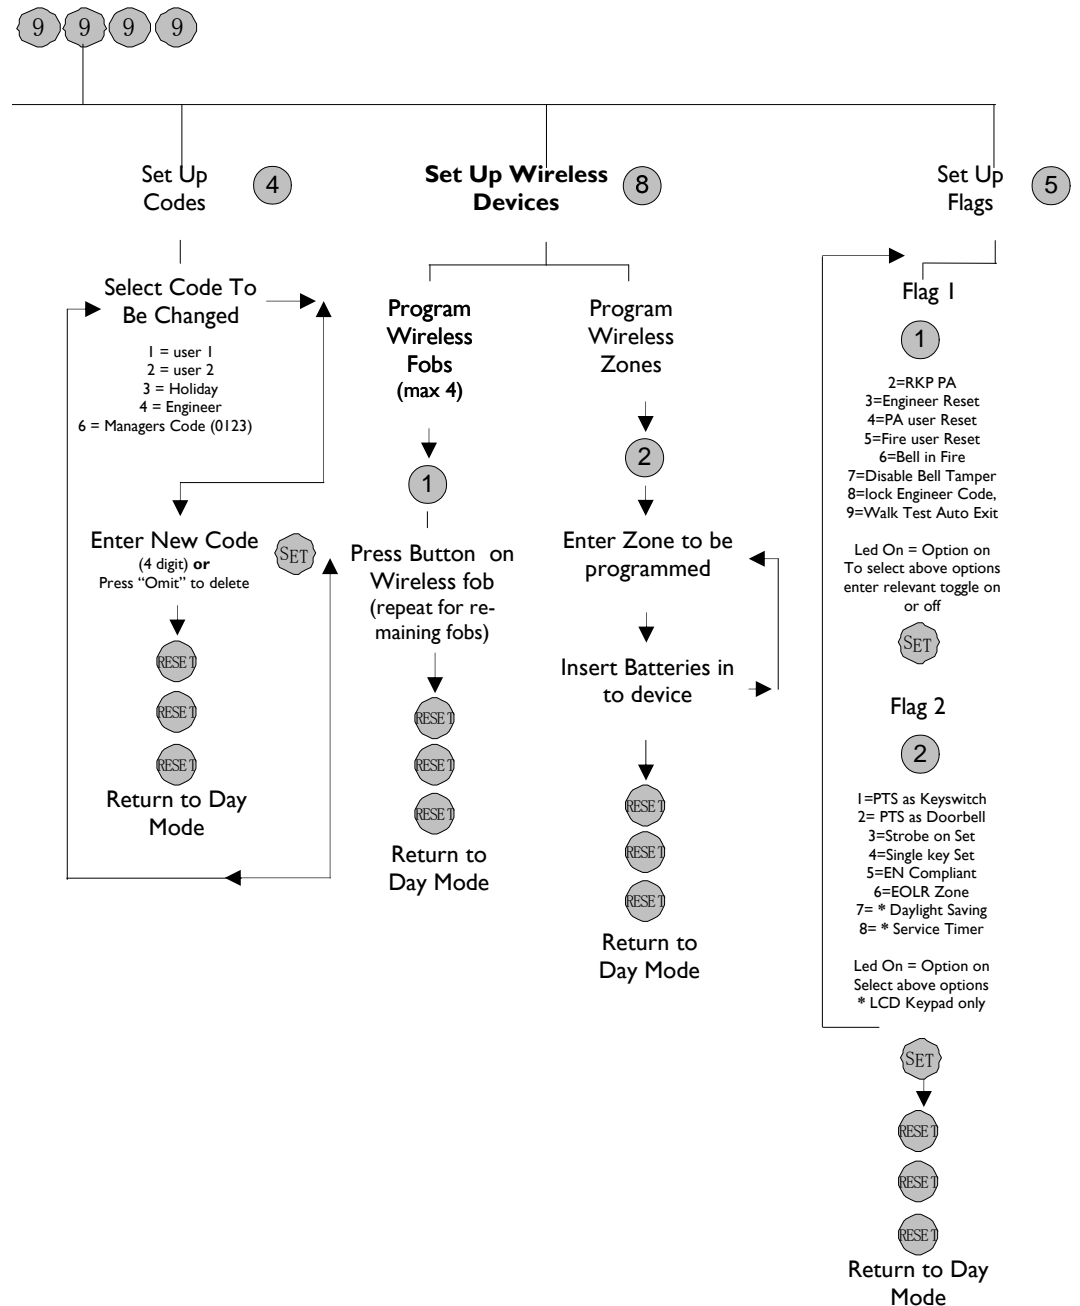 9 9 9 9
Set Up
Codes
4
Select Code To
Be Changed
1 = user 1
2 = user 2
3 = Holiday
4 = Engineer
6 = Managers Code (0123)
Enter New Code
(4 digit) or
Press “Omit” to delete
SET
RESET
RESET
RESET
Return to Day
Mode
Set Up Wireless
Devices
8
Program
Wireless
Fobs
(max 4)
1
Press Button on
Wireless fob
(repeat for re-
maining fobs)
RESET
RESET
RESET
Return to
Day Mode
Program
Wireless
Zones
2
Enter Zone to be
programmed
Insert Batteries in
to device
RESET
RESET
RESET
Return to
Day Mode
Set Up
Flags
5
Flag 1
1
2=RKP PA
3=Engineer Reset
4=PA user Reset
5=Fire user Reset
6=Bell in Fire
7=Disable Bell Tamper
8=lock Engineer Code,
9=Walk Test Auto Exit
Led On = Option on
To select above options
enter relevant toggle on
or off
SET
Flag 2
2
1=PTS as Keyswitch
2= PTS as Doorbell
3=Strobe on Set
4=Single key Set
5=EN Compliant
6=EOLR Zone
7= * Daylight Saving
8= * Service Timer
Led On = Option on
Select above options
* LCD Keypad only
SET
RESET
RESET
RESET
Return to Day
Mode